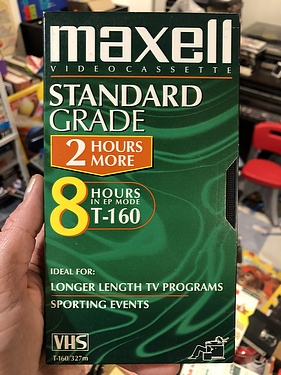 maxell
VIDEOCASSETTE
STANDARD
GRADE
2 HOURS
MORE
8 HOURS
IN EP MODE
T-160
IDEAL FOR:
LONGER LENGTH TV PROGRAMS
SPORTING EVENTS
VHS
T-160/327m